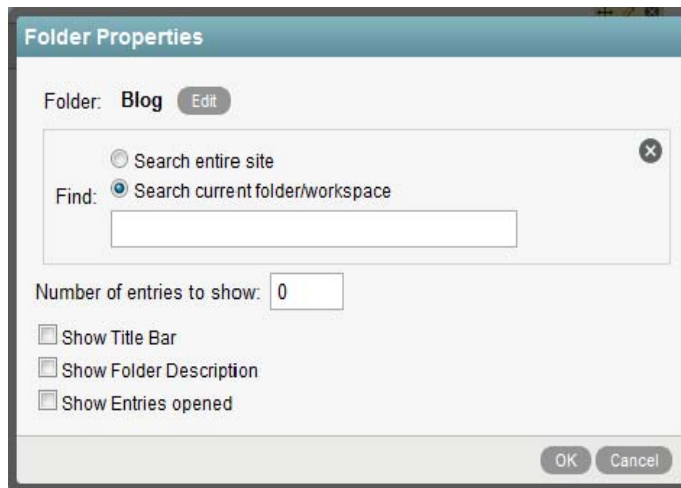 Folder Properties
Folder: Blog Edit
Search entire site
Find: Search current folder/workspace
Number of entries to show: 0
Show Title Bar
Show Folder Description
Show Entries opened
OK Cancel